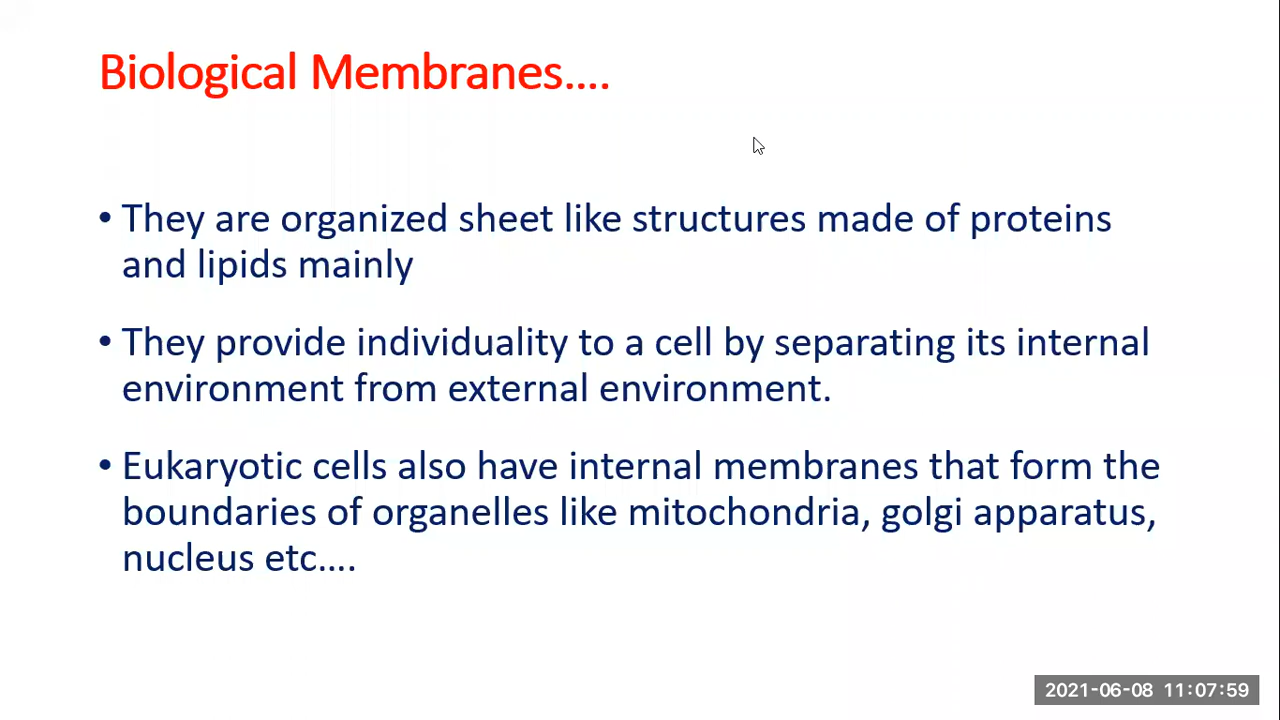 Biological Membranes....
• They are organized sheet like structures made of proteins
and lipids mainly
• They provide individuality to a cell by separating its internal
environment from external environment.
• Eukaryotic cells also have internal membranes that form the
boundaries of organelles like mitochondria, golgi apparatus,
nucleus etc....
2021-06-08 11:07:59